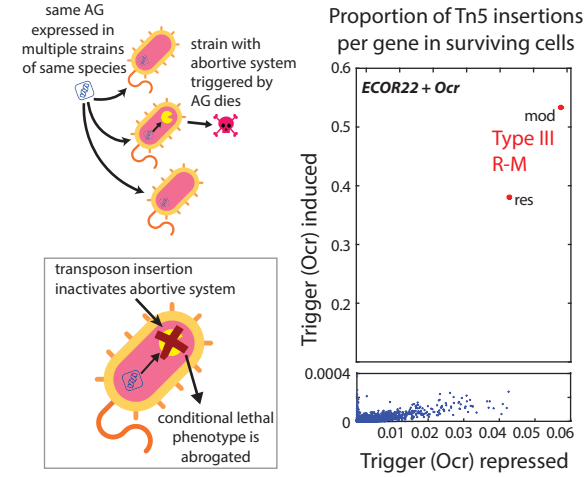 same AG
expressed in
multiple strains
of same species
strain with
abortive system
triggered by
AG dies
transposon insertion
inactivates abortive system
conditional lethal
phenotype is
abrogated
Proportion of Tn5 insertions
per gene in surviving cells
ECOR22 + Ocr
mod
Type III
R-M
res
Trigger (Ocr) induced
0.6
0.5
0.4
0.3
0.2
0.0004
0
0.01 0.02 0.03 0.04 0.05 0.06
Trigger (Ocr) repressed